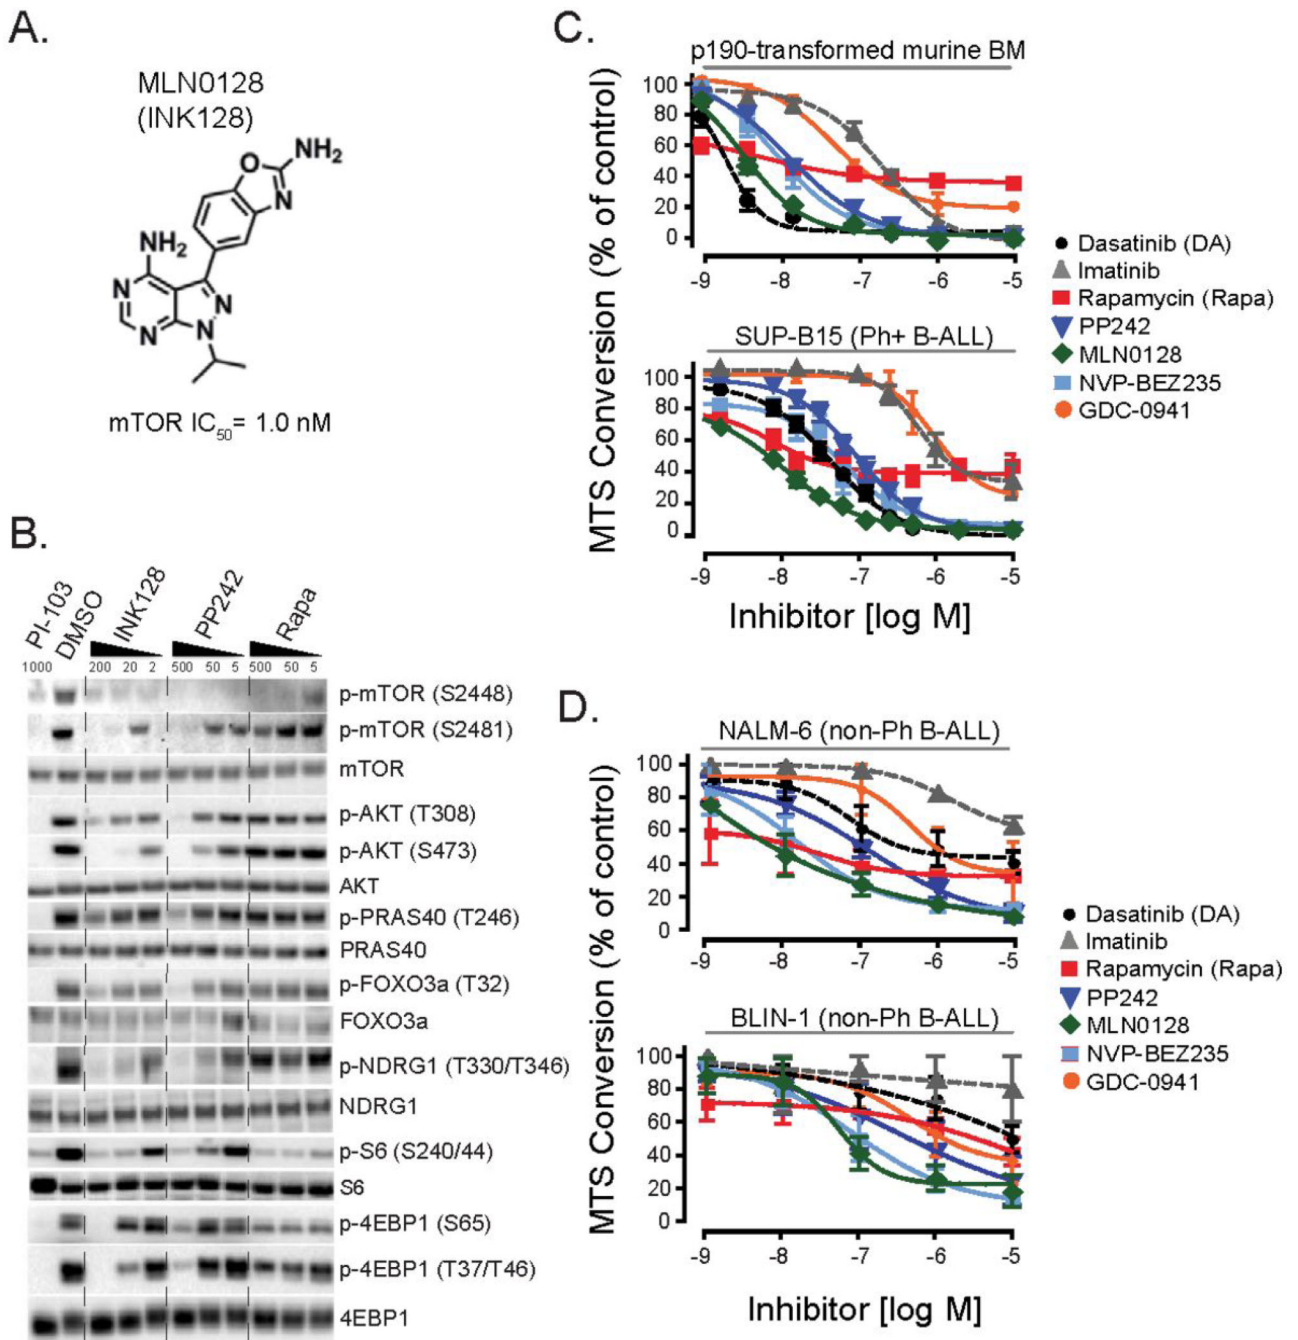 A.
MLN0128
(INK128)
O
NH2
N
NH2
N
N
N
N
mTOR IC50= 1.0 nM
B.
PI-103
DMSO
INK128
PP242
Rapa
1000 200 20 2 500 50 5 500 50 5
p-mTOR (S2448)
p-mTOR (S2481)
mTOR
p-AKT (T308)
p-AKT (S473)
AKT
p-PRAS40 (T246)
PRAS40
p-FOXO3a (T32)
FOXO3a
p-NDRG1 (T330/T346)
NDRG1
p-S6 (S240/44)
S6
p-4EBP1 (S65)
p-4EBP1 (T37/T46)
4EBP1
C.
p190-transformed murine BM
MTS Conversion (% of control)
100
80
60
40
20
0
-9 -8 -7 -6 -5
SUP-B15 (Ph+ B-ALL)
100
80
60
40
20
0
-9 -8 -7 -6 -5
Inhibitor [log M]
Dasatinib (DA)
Imatinib
Rapamycin (Rapa)
PP242
MLN0128
NVP-BEZ235
GDC-0941
D.
NALM-6 (non-Ph B-ALL)
MTS Conversion (% of control)
100
80
60
40
20
0
-9 -8 -7 -6 -5
BLIN-1 (non-Ph B-ALL)
100
80
60
40
20
0
-9 -8 -7 -6 -5
Inhibitor [log M]
Dasatinib (DA)
Imatinib
Rapamycin (Rapa)
PP242
MLN0128
NVP-BEZ235
GDC-0941